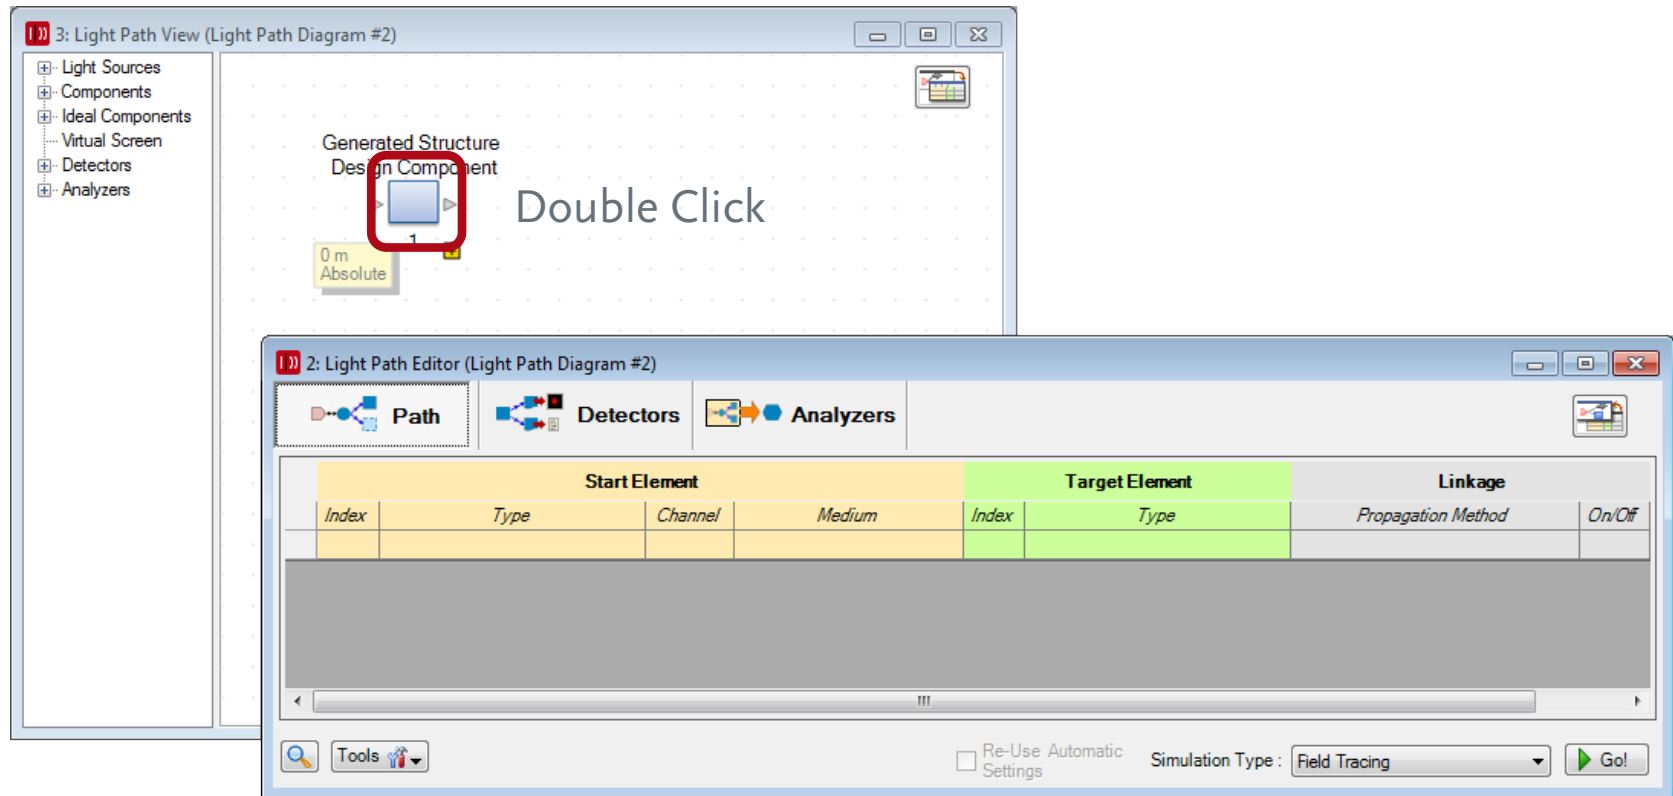 3: Light Path View (Light Path Diagram #2)
Light Sources
Components
Ideal Components
Virtual Screen
Detectors
Analyzers
Generated Structure
Design Component
Double Click
1
0 m
Absolute
2: Light Path Editor (Light Path Diagram #2)
Path Detectors Analyzers
Start Element Target Element Linkage
Index Type Channel Medium Index Type Propagation Method On/Off
Tools Re-Use Automatic Settings Simulation Type : Field Tracing Go!